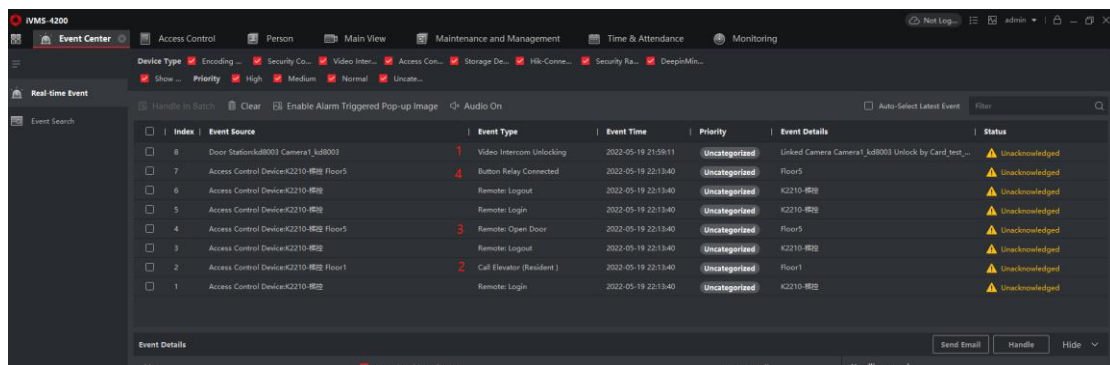 iVMS-4200 Not Log... admin
Event Center Access Control Person Main View Maintenance and Management Time & Attendance Monitoring
Device Type Encoding ... Security Co... Video Inter... Access Con... Storage De... Hik-Conne... Security Ra... DeepinMin...
Show ... Priority High Medium Normal Uncate...
Real-time Event
Event Search
Handle in Batch Clear Enable Alarm Triggered Pop-up Image Audio On Auto-Select Latest Event Filter
Index Event Source Event Type Event Time Priority Event Details Status
8 Door Station:kd8003 Camera1_kd8003 1 Video Intercom Unlocking 2022-05-19 21:59:11 Uncategorized Linked Camera Camera1_kd8003 Unlock by Card_test_... Unacknowledged
7 Access Control Device:K2210-梯控 Floor5 4 Button Relay Connected 2022-05-19 22:13:40 Uncategorized Floor5 Unacknowledged
6 Access Control Device:K2210-梯控 Remote: Logout 2022-05-19 22:13:40 Uncategorized K2210-梯控 Unacknowledged
5 Access Control Device:K2210-梯控 Remote: Login 2022-05-19 22:13:40 Uncategorized K2210-梯控 Unacknowledged
4 Access Control Device:K2210-梯控 Floor5 3 Remote: Open Door 2022-05-19 22:13:40 Uncategorized Floor5 Unacknowledged
3 Access Control Device:K2210-梯控 Remote: Logout 2022-05-19 22:13:40 Uncategorized K2210-梯控 Unacknowledged
2 Access Control Device:K2210-梯控 Floor1 2 Call Elevator (Resident ) 2022-05-19 22:13:40 Uncategorized Floor1 Unacknowledged
1 Access Control Device:K2210-梯控 Remote: Login 2022-05-19 22:13:40 Uncategorized K2210-梯控 Unacknowledged
Event Details Send Email Handle Hide